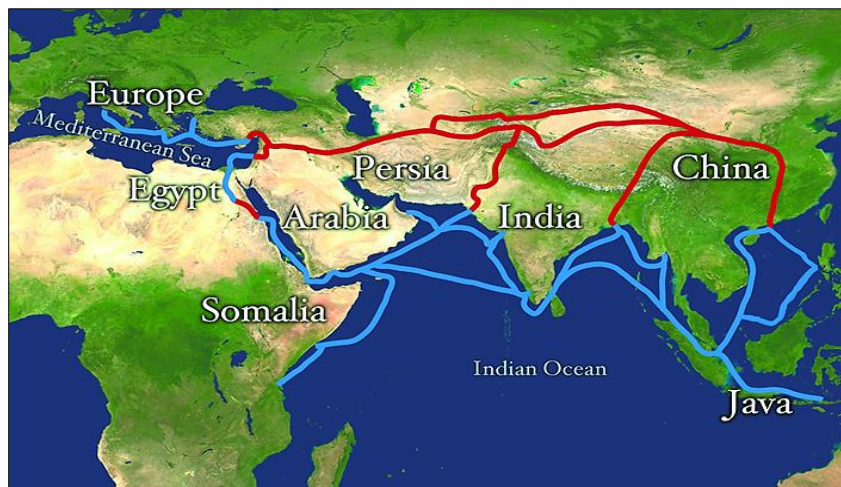 Europe
Mediterranean Sea
Egypt
Persia
China
Arabia
India
Somalia
Indian Ocean
Java